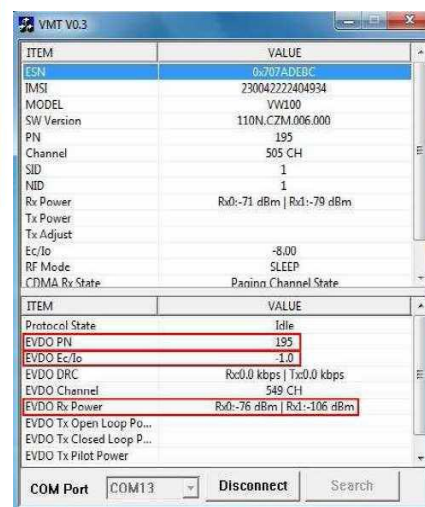 VMT V0.3
ITEM VALUE
ESN 0x707ADEBC
IMSI 230042222404934
MODEL VW100
SW Version 110N.CZM.006.000
PN 195
Channel 505 CH
SID 1
NID 1
Rx Power Rx0:-71 dBm | Rx1:-79 dBm
Tx Power
Tx Adjust
Ec/Io -8.00
RF Mode SLEEP
CDMA Rx State Paging Channel State
ITEM VALUE
Protocol State Idle
EVDO PN 195
EVDO Ec/Io -1.0
EVDO DRC Rx:0.0 kbps | Tx:0.0 kbps
EVDO Channel 549 CH
EVDO Rx Power Rx0:-76 dBm | Rx1:-106 dBm
EVDO Tx Open Loop Po...
EVDO Tx Closed Loop P...
EVDO Tx Pilot Power
COM Port COM13 Disconnect Search